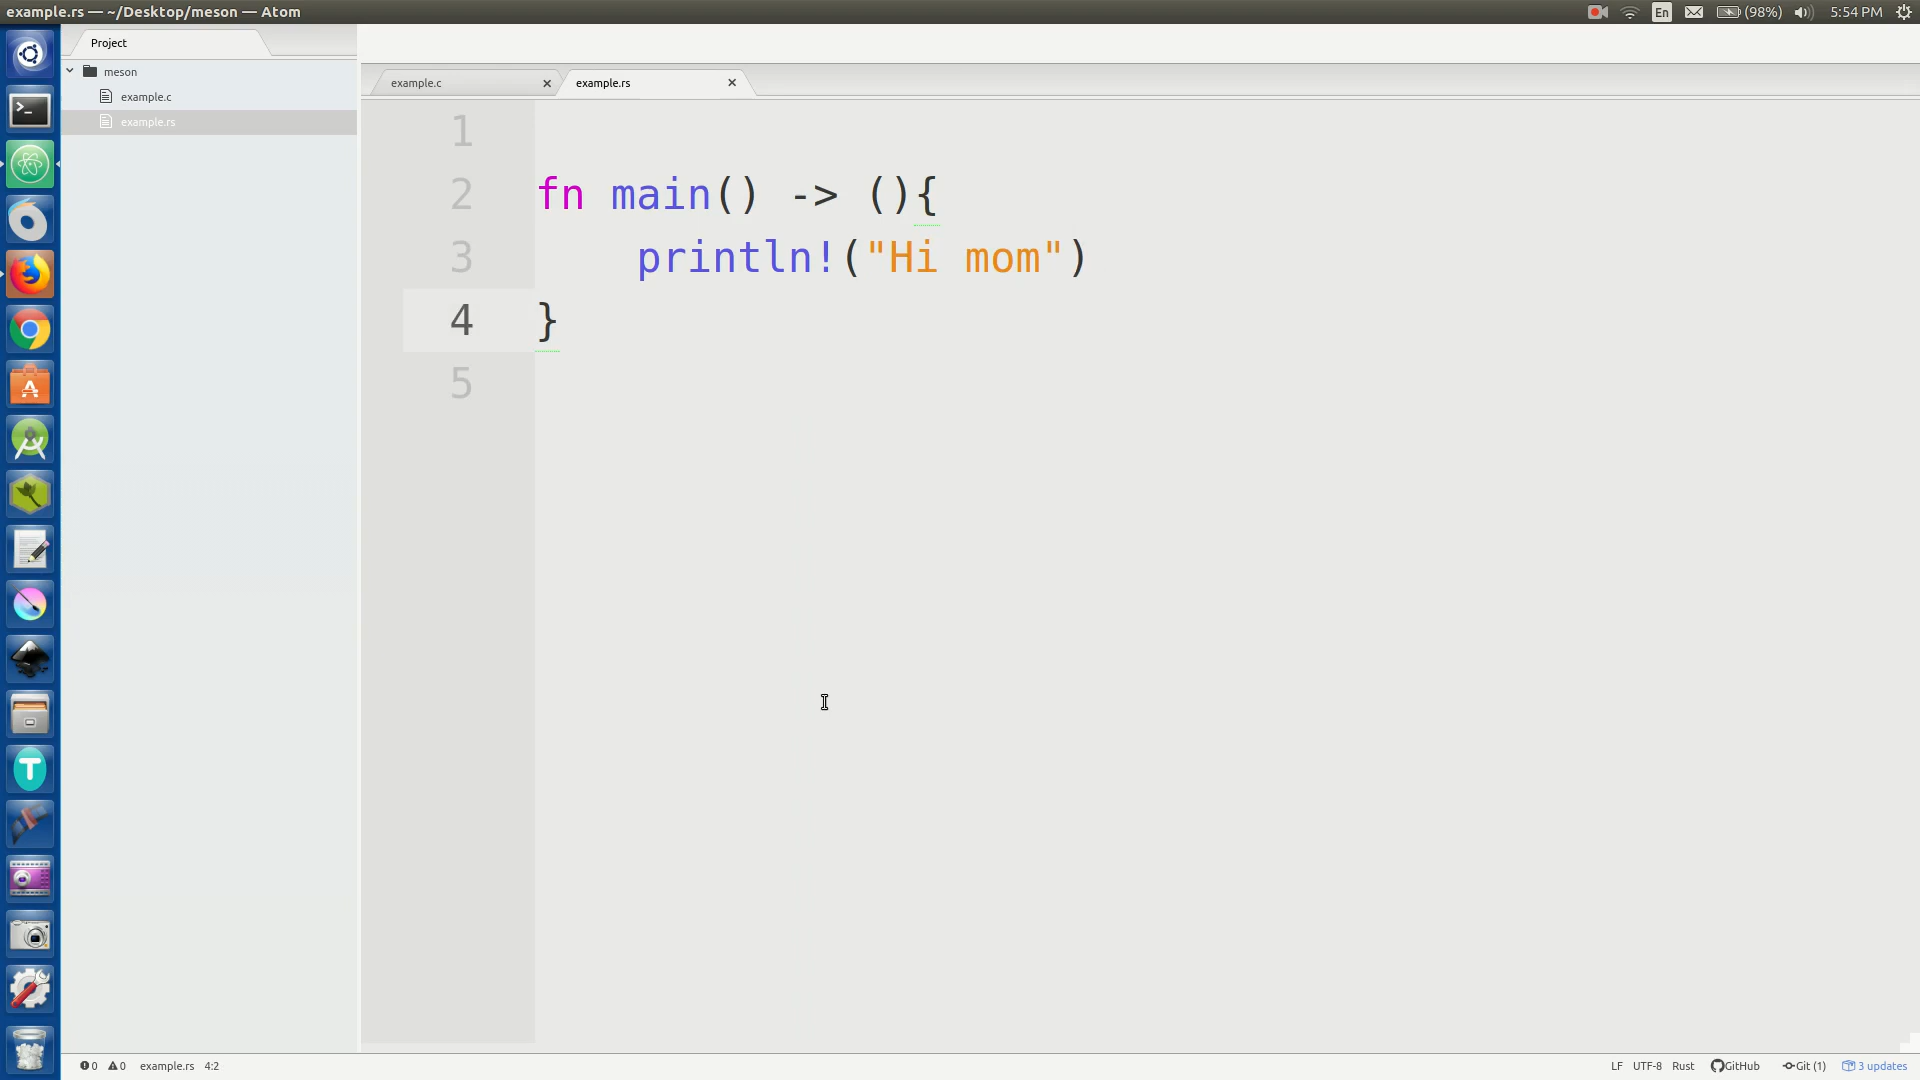 example.rs — ~/Desktop/meson — Atom
En (98%) 5:54 PM
Project
meson
example.c
example.rs
example.c example.rs
1
2 fn main() -> (){
3     println!("Hi mom")
4 }
5
0 0 example.rs 4:2
LF UTF-8 Rust GitHub Git (1) 3 updates